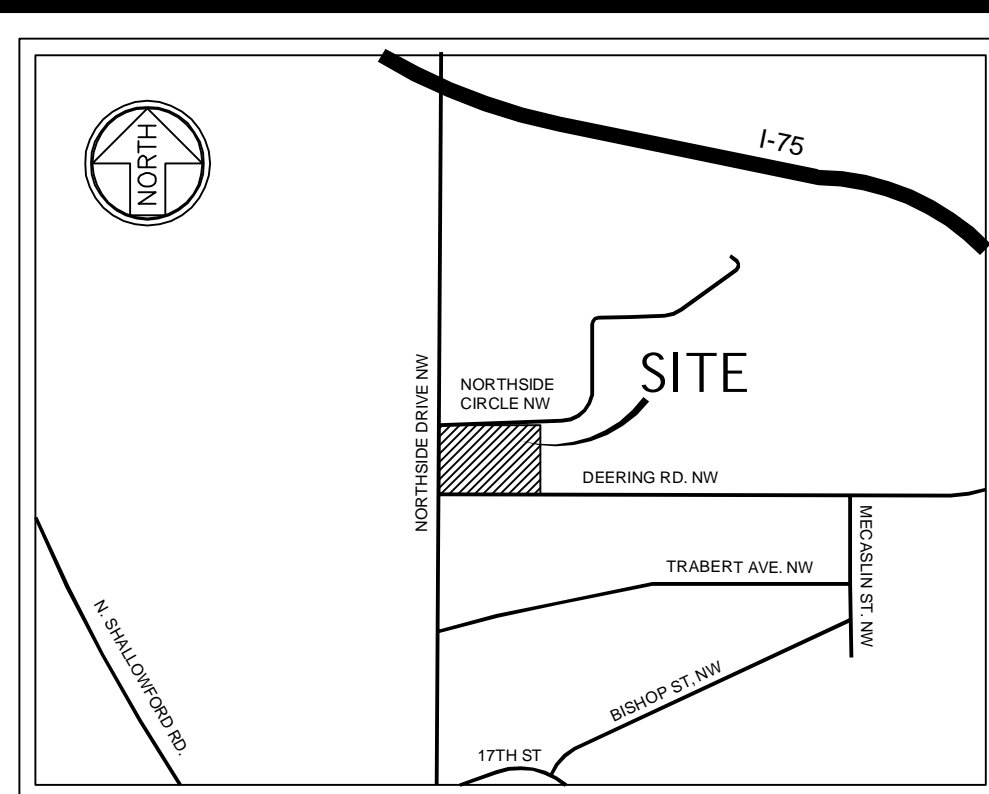 I-75
NORTH
NORTHSIDE DRIVE NW
NORTHSIDE
CIRCLE NW
SITE
DEERING RD. NW
MECASLIN ST. NW
TRABERT AVE. NW
N. SHALLOWFORD RD.
BISHOP ST, NW
17TH ST